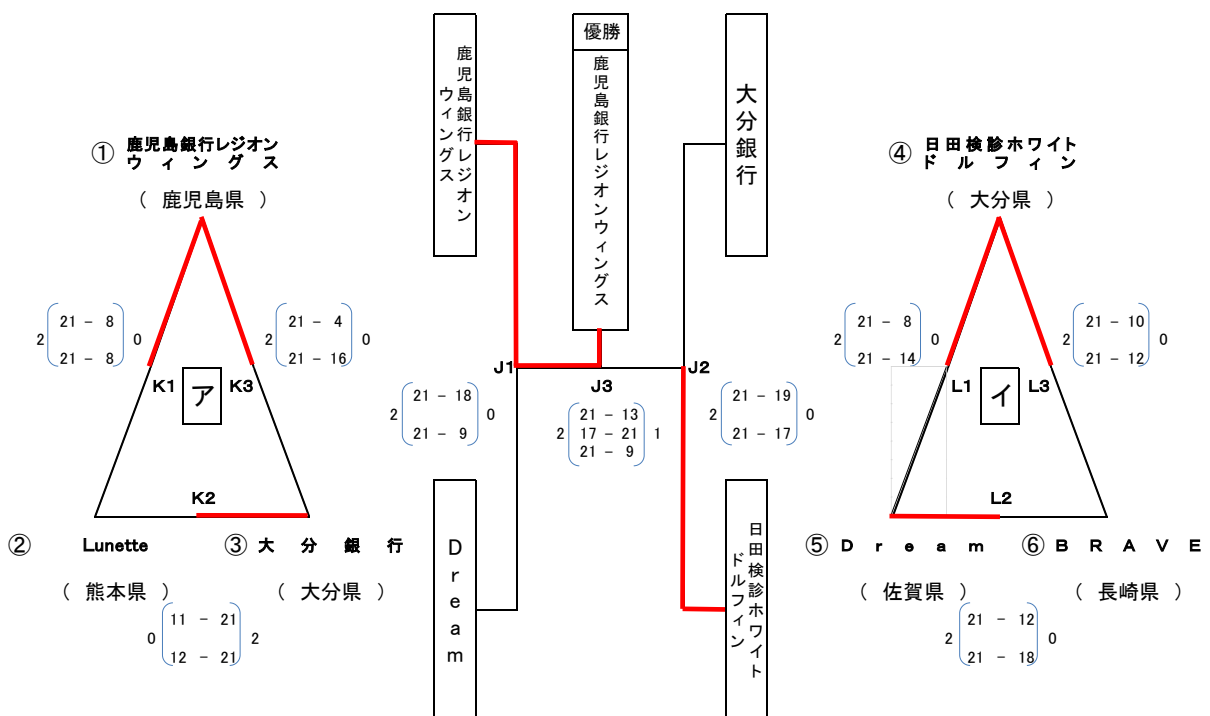 ① 鹿児島銀行レジオン
ウィングス
( 鹿児島県 )
2 21 - 8 0
21 - 8
2 21 - 4 0
21 - 16
K1 ア K3
K2
② Lunette
( 熊本県 )
③ 大分銀行
( 大分県 )
0 11 - 21 2
12 - 21
鹿児島銀行レジオン
ウィングス
優勝
鹿児島銀行レジオンウィングス
大分銀行
J1
J2
J3
2 21 - 18 0
21 - 9
21 - 13
2 17 - 21 1
21 - 9
2 21 - 19 0
21 - 17
Dream
日田検診ホワイト
ドルフィン
④ 日田検診ホワイト
ドルフィン
( 大分県 )
2 21 - 8 0
21 - 14
2 21 - 10 0
21 - 12
L1 イ L3
L2
⑤ Dream
( 佐賀県 )
⑥ BRAVE
( 長崎県 )
2 21 - 12 0
21 - 18